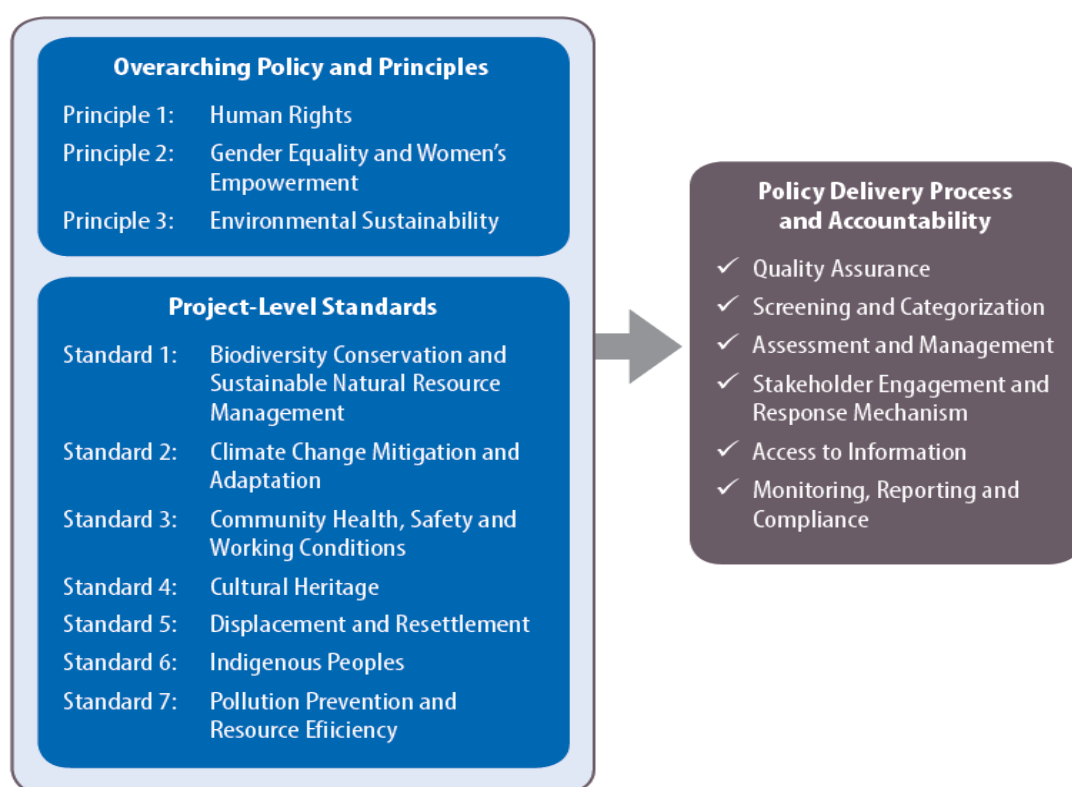 Overarching Policy and Principles
Principle 1: Human Rights
Principle 2: Gender Equality and Women's
Empowerment
Principle 3: Environmental Sustainability
Project-Level Standards
Standard 1: Biodiversity Conservation and
Sustainable Natural Resource
Management
Standard 2: Climate Change Mitigation and
Adaptation
Standard 3: Community Health, Safety and
Working Conditions
Standard 4: Cultural Heritage
Standard 5: Displacement and Resettlement
Standard 6: Indigenous Peoples
Standard 7: Pollution Prevention and
Resource Efiiciency
Policy Delivery Process
and Accountability
✓ Quality Assurance
✓ Screening and Categorization
✓ Assessment and Management
✓ Stakeholder Engagement and
Response Mechanism
✓ Access to Information
✓ Monitoring, Reporting and
Compliance